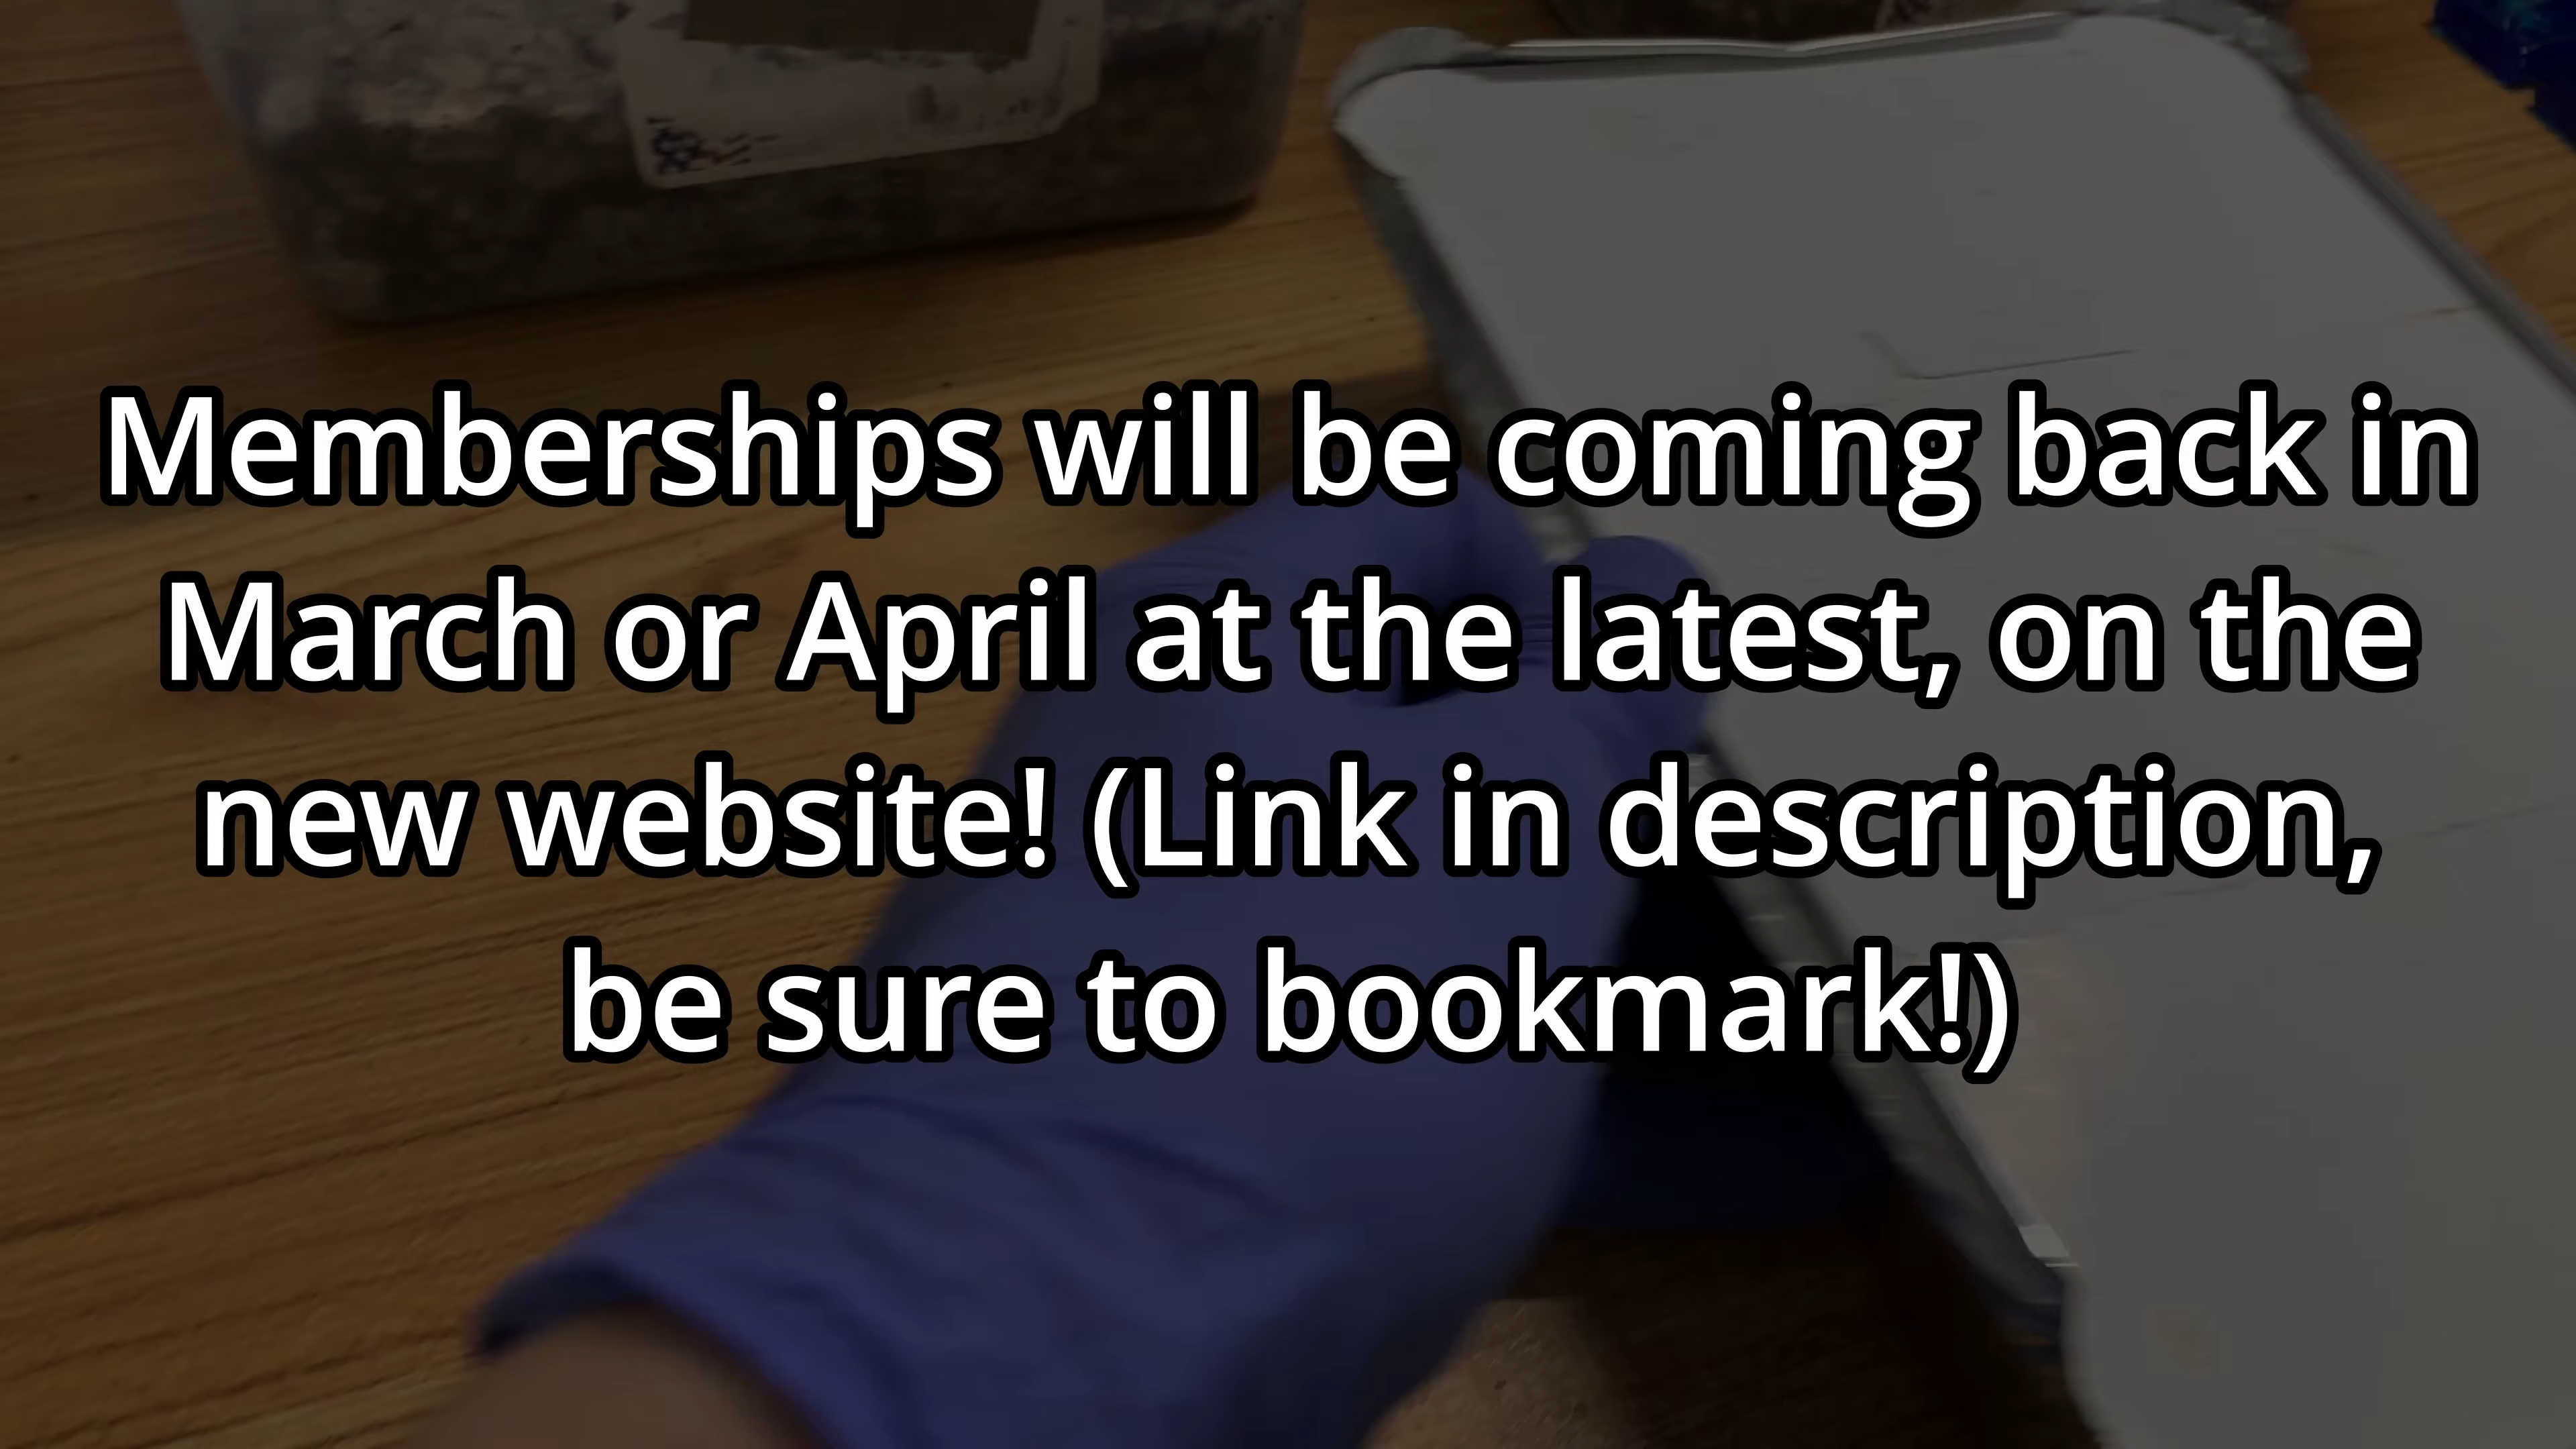 Memberships will be coming back in
March or April at the latest, on the
new website! (Link in description,
be sure to bookmark!)